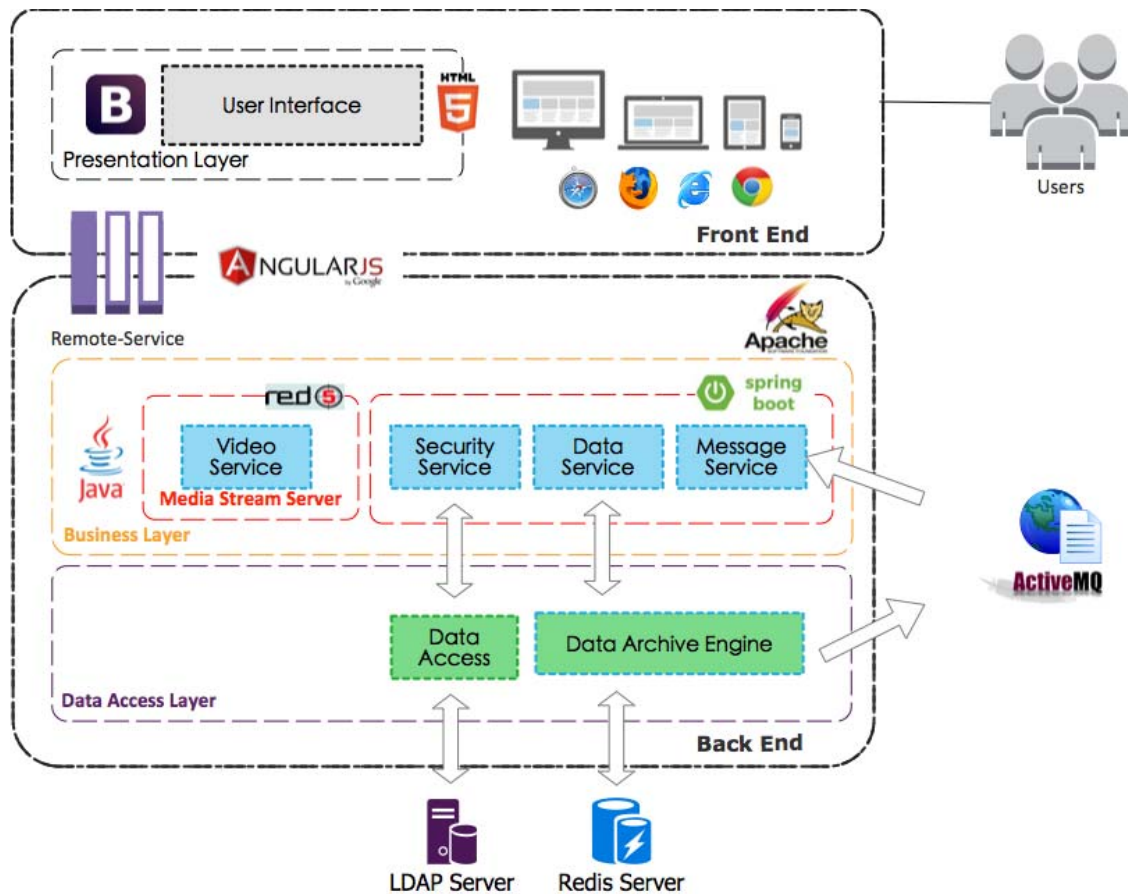 B
User Interface
HTML
5
Presentation Layer
Users
Front End
ANGULARJS
by Google
Remote-Service
Apache
SOFTWARE FOUNDATION
red5
spring
boot
Java
Video
Service
Security
Service
Data
Service
Message
Service
Media Stream Server
Business Layer
ActiveMQ
Data
Access
Data Archive Engine
Data Access Layer
Back End
LDAP Server
Redis Server